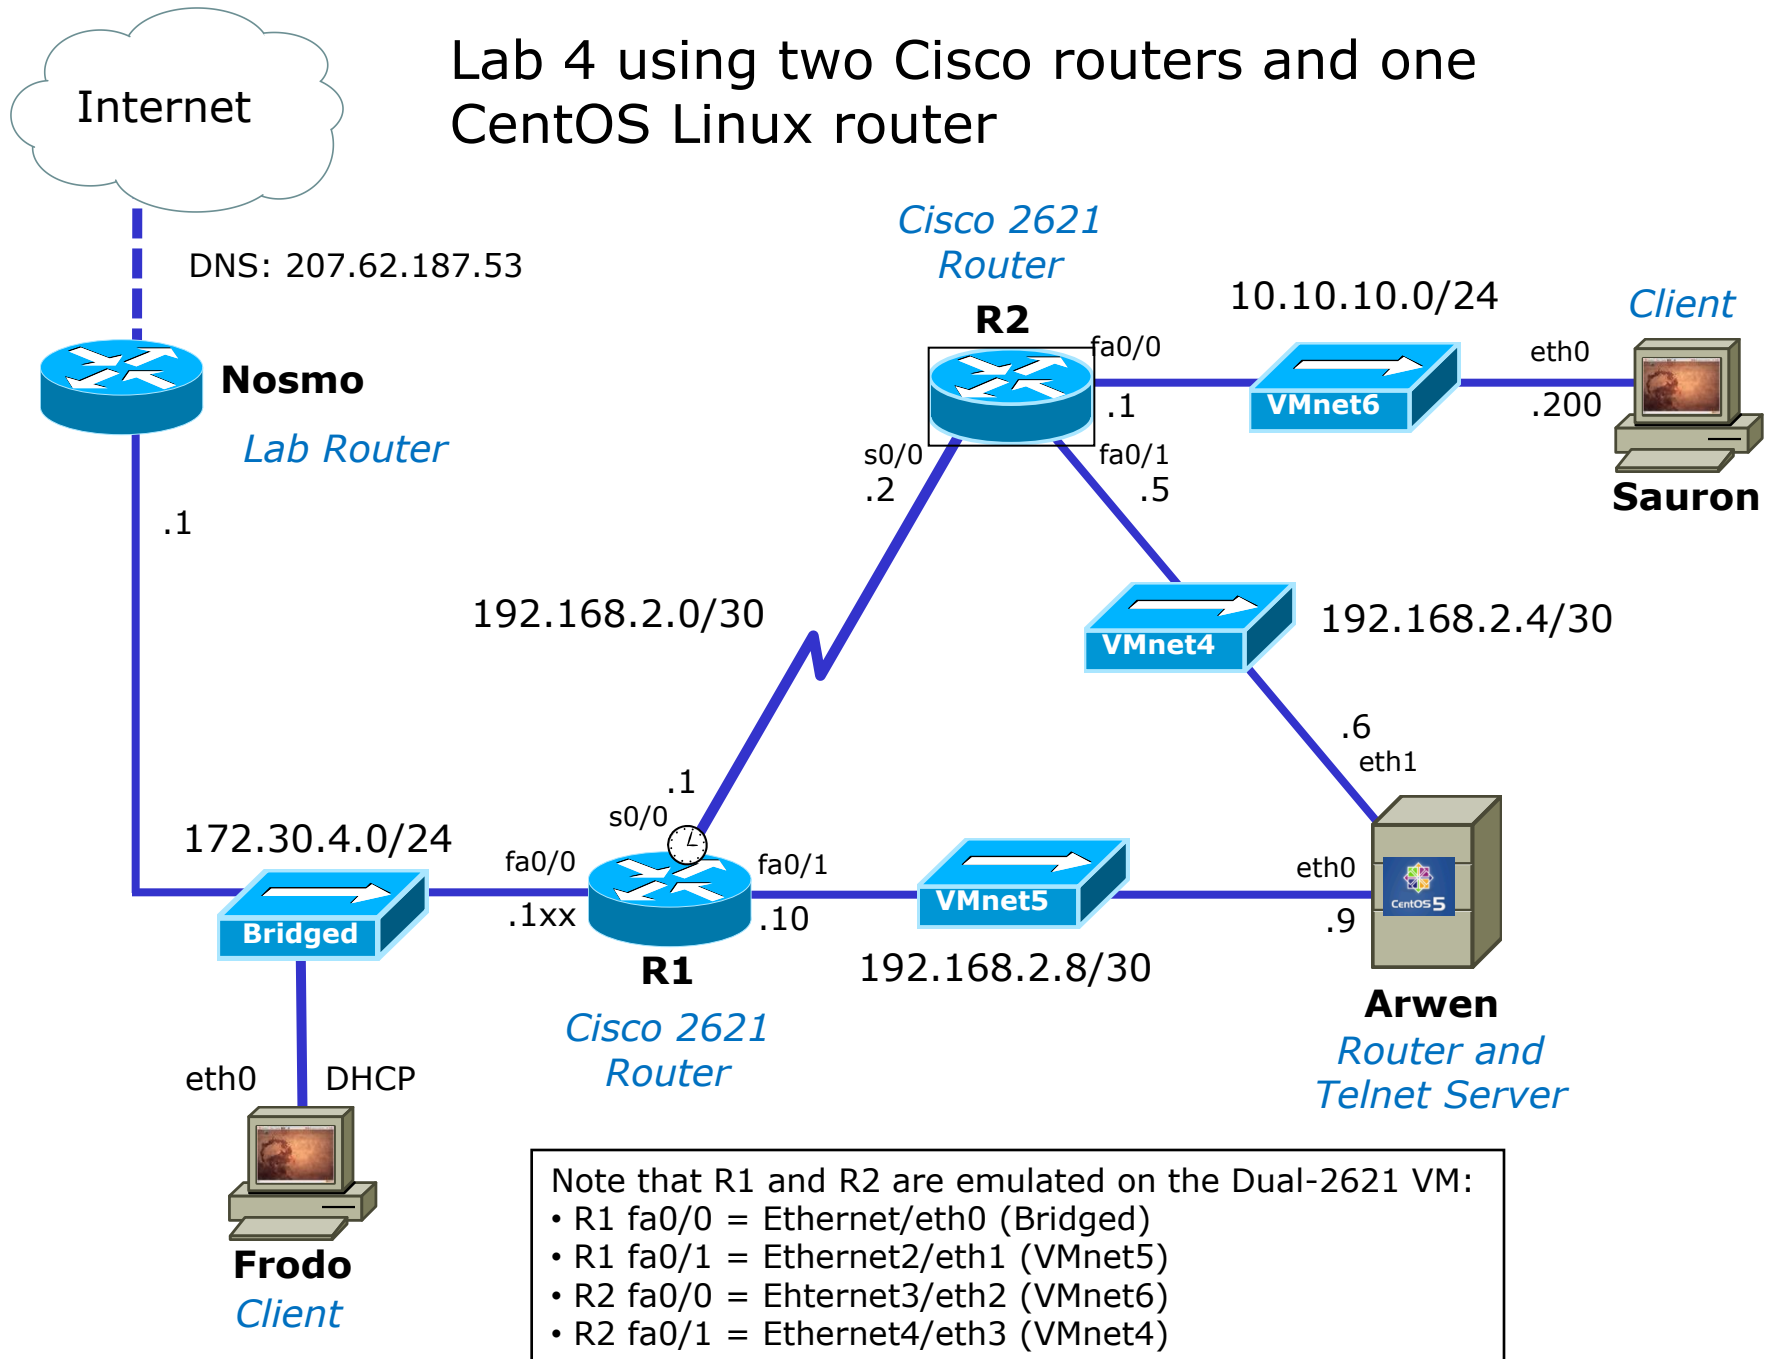 Lab 4 using two Cisco routers and one
CentOS Linux router
Internet
DNS: 207.62.187.53
Nosmo
Lab Router
.1
Cisco 2621
Router
R2
fa0/0
.1
s0/0
.2
fa0/1
.5
10.10.10.0/24
VMnet6
Client
eth0
.200
Sauron
192.168.2.0/30
VMnet4
192.168.2.4/30
.6
eth1
.1
s0/0
172.30.4.0/24
Bridged
fa0/0
.1xx
fa0/1
.10
R1
Cisco 2621
Router
VMnet5
192.168.2.8/30
eth0
.9
CentOS 5
Arwen
Router and
Telnet Server
eth0
DHCP
Frodo
Client
Note that R1 and R2 are emulated on the Dual-2621 VM:
• R1 fa0/0 = Ethernet/eth0 (Bridged)
• R1 fa0/1 = Ethernet2/eth1 (VMnet5)
• R2 fa0/0 = Ehternet3/eth2 (VMnet6)
• R2 fa0/1 = Ethernet4/eth3 (VMnet4)